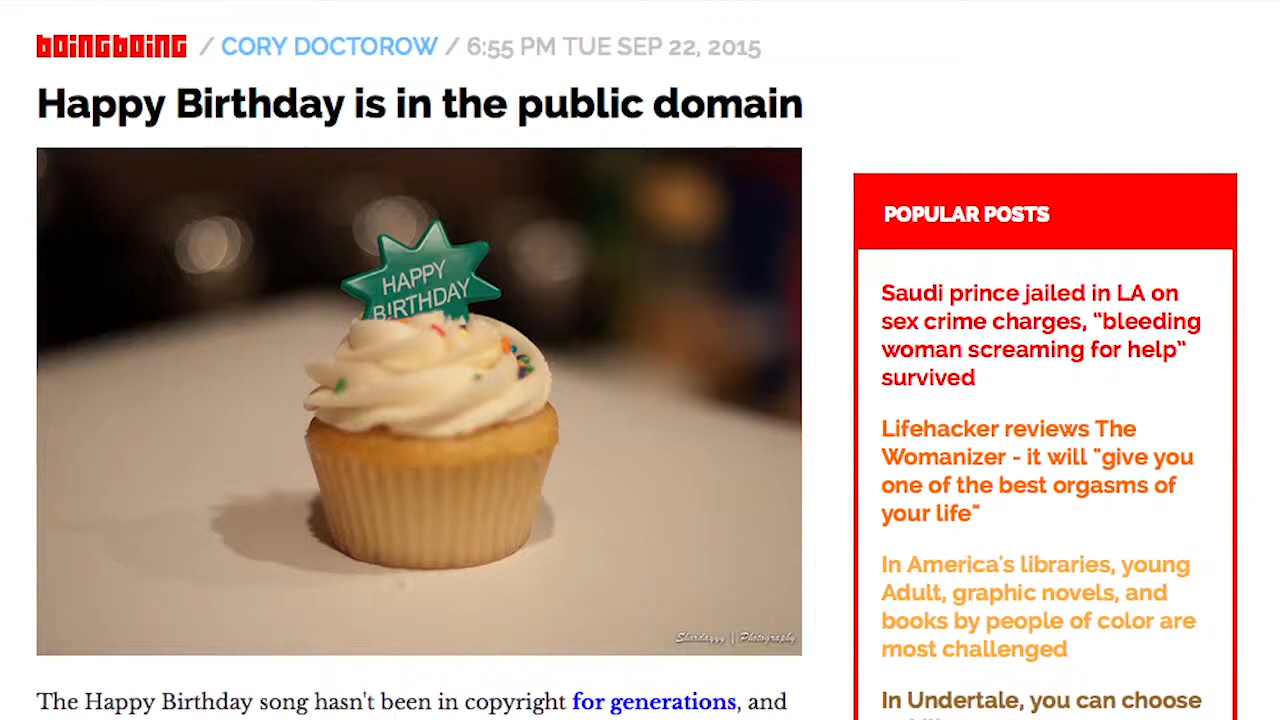 boingboing / CORY DOCTOROW / 6:55 PM TUE SEP 22, 2015
Happy Birthday is in the public domain
HAPPY
BIRTHDAY
Shardayyy || Photography
The Happy Birthday song hasn't been in copyright for generations, and
POPULAR POSTS
Saudi prince jailed in LA on
sex crime charges, "bleeding
woman screaming for help"
survived
Lifehacker reviews The
Womanizer - it will "give you
one of the best orgasms of
your life"
In America's libraries, young
Adult, graphic novels, and
books by people of color are
most challenged
In Undertale, you can choose